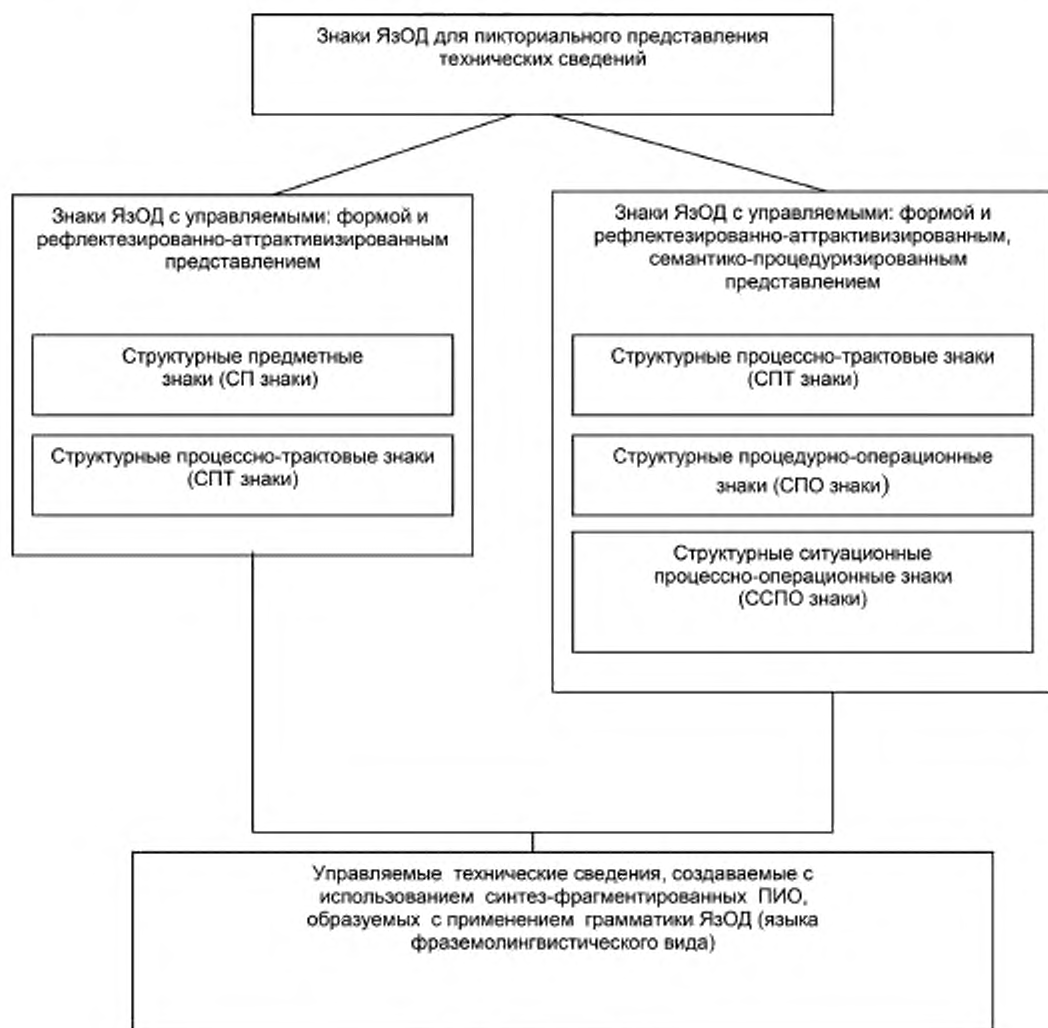 Знаки ЯзОД для пикториального представления
технических сведений
Знаки ЯзОД с управляемыми: формой и
рефлектезированно-аттрактивизированным
представлением
Структурные предметные
знаки (СП знаки)
Структурные процессно-трактовые знаки
(СПТ знаки)
Знаки ЯзОД с управляемыми: формой и
рефлектезированно-аттрактивизированным,
семантико-процедуризированным
представлением
Структурные процессно-трактовые знаки
(СПТ знаки)
Структурные процедурно-операционные
знаки (СПО знаки)
Структурные ситуационные
процессно-операционные знаки
(ССПО знаки)
Управляемые технические сведения, создаваемые с
использованием синтез-фрагментированных ПИО,
образуемых с применением грамматики ЯзОД (языка
фраземолингвистического вида)